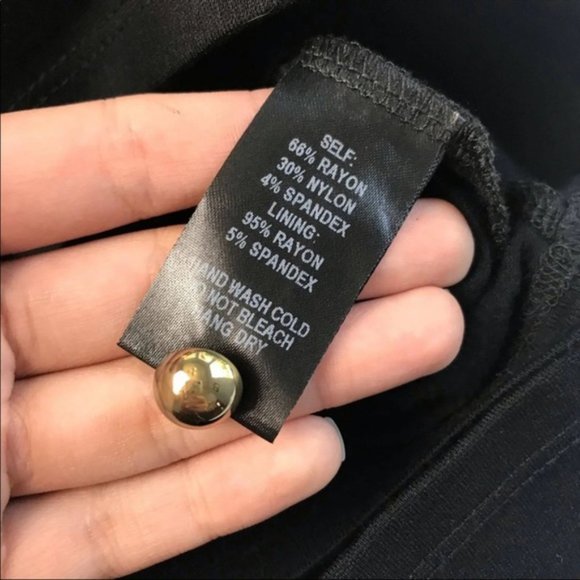 SELF:
66% RAYON
30% NYLON
4% SPANDEX
LINING:
95% RAYON
5% SPANDEX
HAND WASH COLD
DO NOT BLEACH
HANG DRY